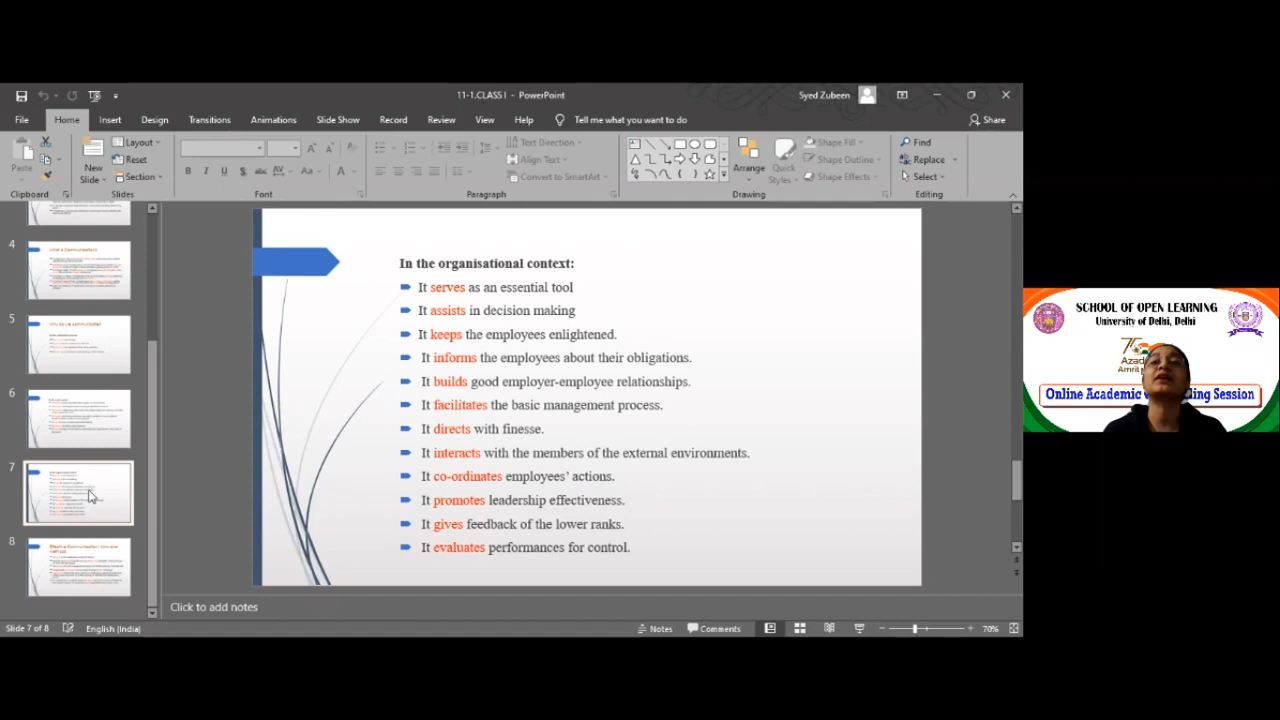 11-1.CLASS I - PowerPoint
Syed Zubeen
File Home Insert Design Transitions Animations Slide Show Record Review View Help Tell me what you want to do Share
Paste
Clipboard
New Slide
Layout
Reset
Section
Slides
Font
Text Direction
Align Text
Convert to SmartArt
Paragraph
Arrange
Quick Styles
Shape Fill
Shape Outline
Shape Effects
Drawing
Find
Replace
Select
Editing
4
5
6
7
8
In the organisational context:
It serves as an essential tool
It assists in decision making
It keeps the employees enlightened.
It informs the employees about their obligations.
It builds good employer-employee relationships.
It facilitates the basic management process.
It directs with finesse.
It interacts with the members of the external environments.
It co-ordinates employees' actions.
It promotes leadership effectiveness.
It gives feedback of the lower ranks.
It evaluates performances for control.
Click to add notes
Slide 7 of 8 English (India) Notes Comments 70%
SCHOOL OF OPEN LEARNING
University of Delhi, Delhi
Online Academic
Session